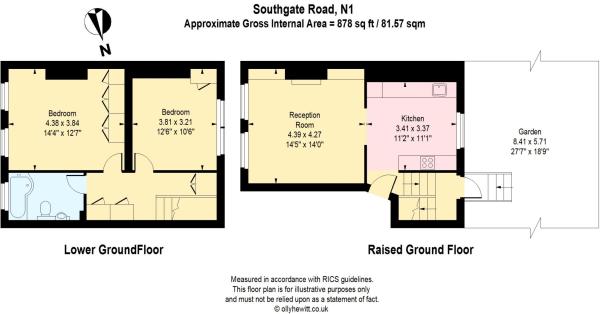 Southgate Road, N1
Approximate Gross Internal Area = 878 sq ft / 81.57 sqm
N
Bedroom
4.38 x 3.84
14'4" x 12'7"
Bedroom
3.81 x 3.21
12'6" x 10'6"
Reception
Room
4.39 x 4.27
14'5" x 14'0"
Kitchen
3.41 x 3.37
11'2" x 11'1"
Garden
8.41 x 5.71
27'7" x 18'9"
Lower GroundFloor
Raised Ground Floor
Measured in accordance with RICS guidelines.
This floor plan is for illustrative purposes only
and must not be relied upon as a statement of fact.
© ollyhewitt.co.uk